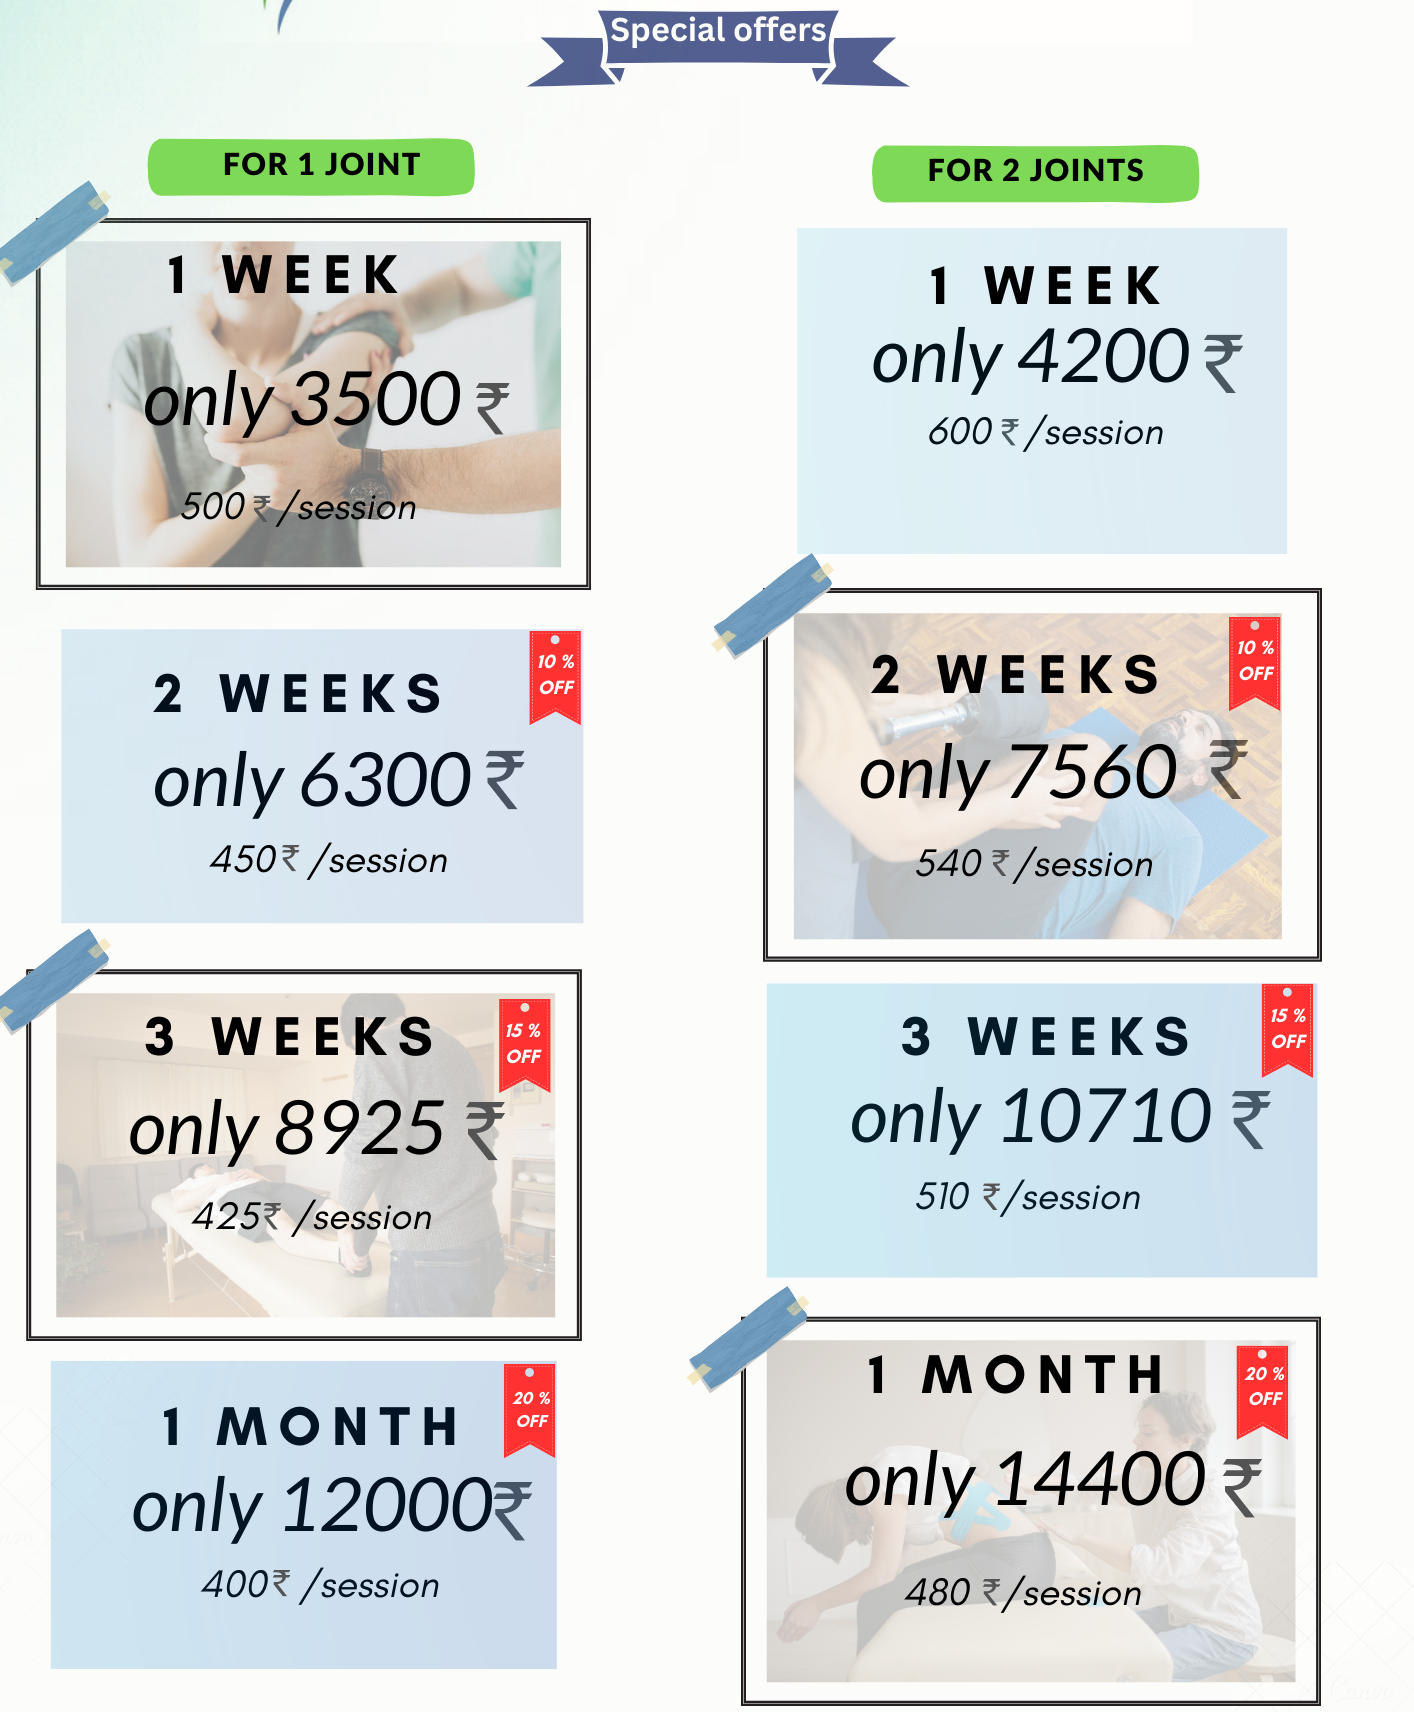 Special offers
FOR 1 JOINT
1 WEEK
only 3500 ₹
500 ₹ /session
2 WEEKS
10 %
OFF
only 6300 ₹
450₹ /session
3 WEEKS
15 %
OFF
only 8925 ₹
425₹ /session
1 MONTH
20 %
OFF
only 12000₹
400₹ /session
FOR 2 JOINTS
1 WEEK
only 4200 ₹
600 ₹ /session
2 WEEKS
10 %
OFF
only 7560 ₹
540 ₹ /session
3 WEEKS
15 %
OFF
only 10710 ₹
510 ₹/session
1 MONTH
20 %
OFF
only 14400 ₹
480 ₹/session
Canva